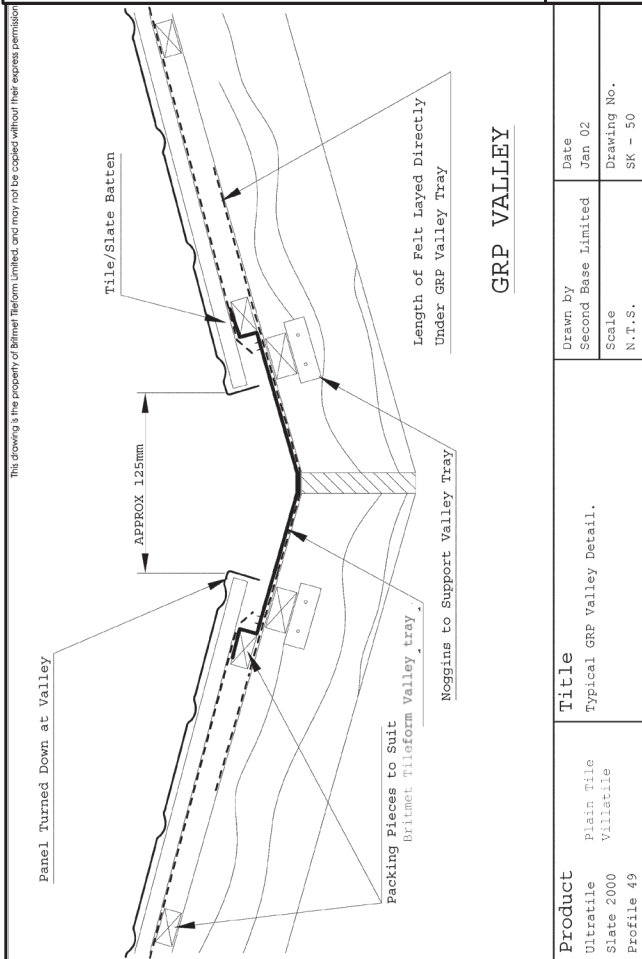 This drawing is the property of Britmet Tileform Limited, and may not be copied without their express permission
Panel Turned Down at Valley
APPROX 125mm
Tile/Slate Batten
Packing Pieces to Suit
Britmet Tileform Valley tray
Noggins to Support Valley Tray
Length of Felt Layed Directly
Under GRP Valley Tray
GRP VALLEY
Product
Ultratile
Plain Tile
Slate 2000
Villatile
Profile 49
Title
Typical GRP Valley Detail.
Drawn by
Second Base Limited
Date
Jan 02
Scale
N.T.S.
Drawing No.
SK - 50